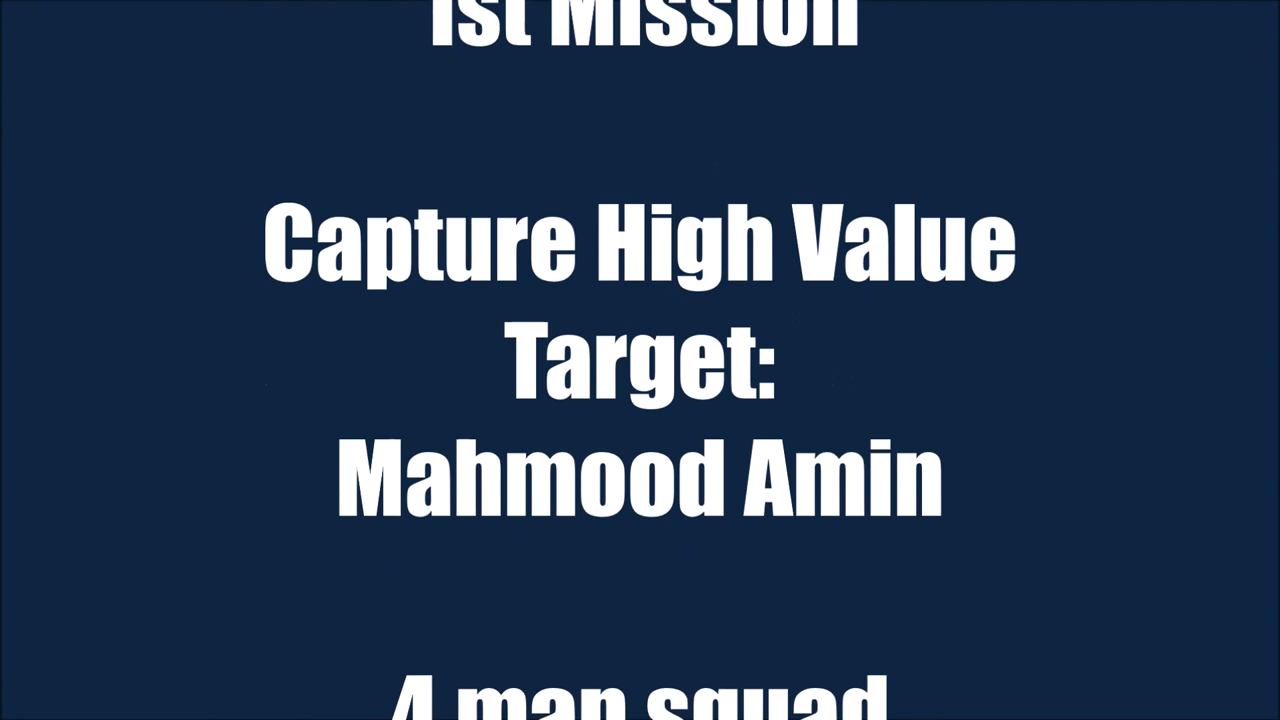 1st Mission
Capture High Value
Target:
Mahmood Amin
4 man squad